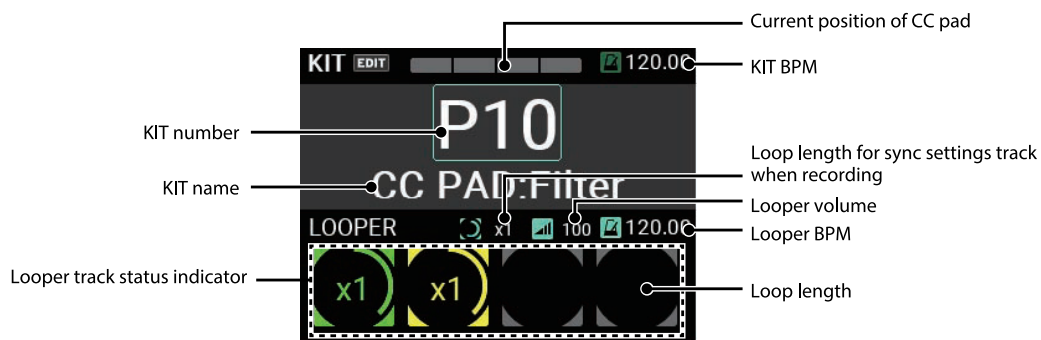 Current position of CC pad
KIT EDIT 120.00
KIT BPM
P10
KIT number
Loop length for sync settings track
when recording
CC PAD:Filter
KIT name
Looper volume
LOOPER x1 100 120.00
Looper BPM
Looper track status indicator
x1 x1
Loop length